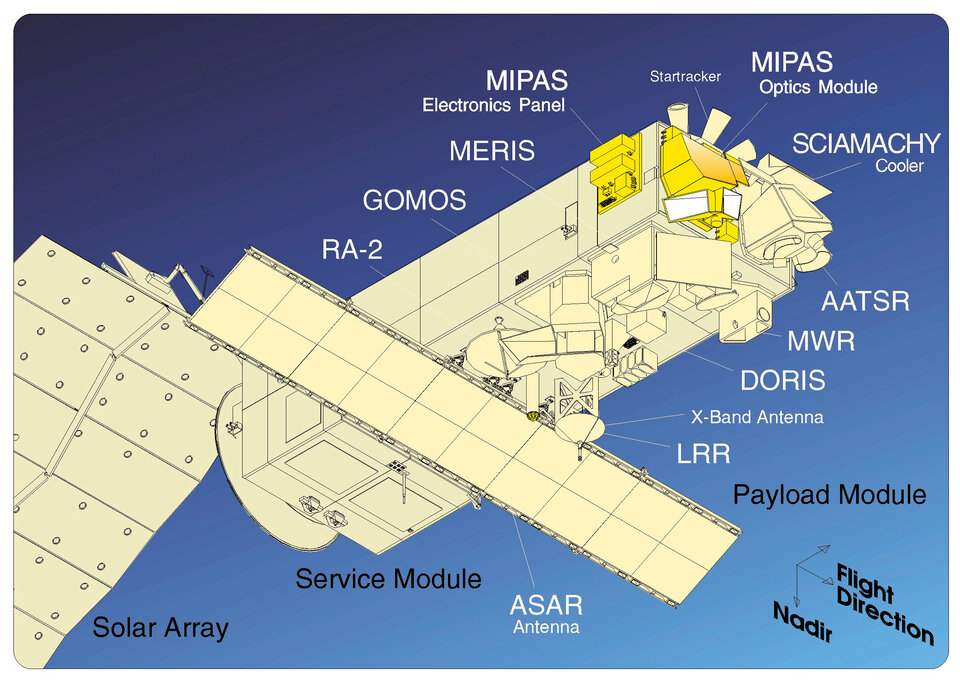 MIPAS
Electronics Panel
Startracker
MIPAS
Optics Module
MERIS
SCIAMACHY
Cooler
GOMOS
RA-2
AATSR
MWR
DORIS
X-Band Antenna
LRR
Payload Module
Service Module
ASAR
Antenna
Solar Array
Flight
Direction
Nadir